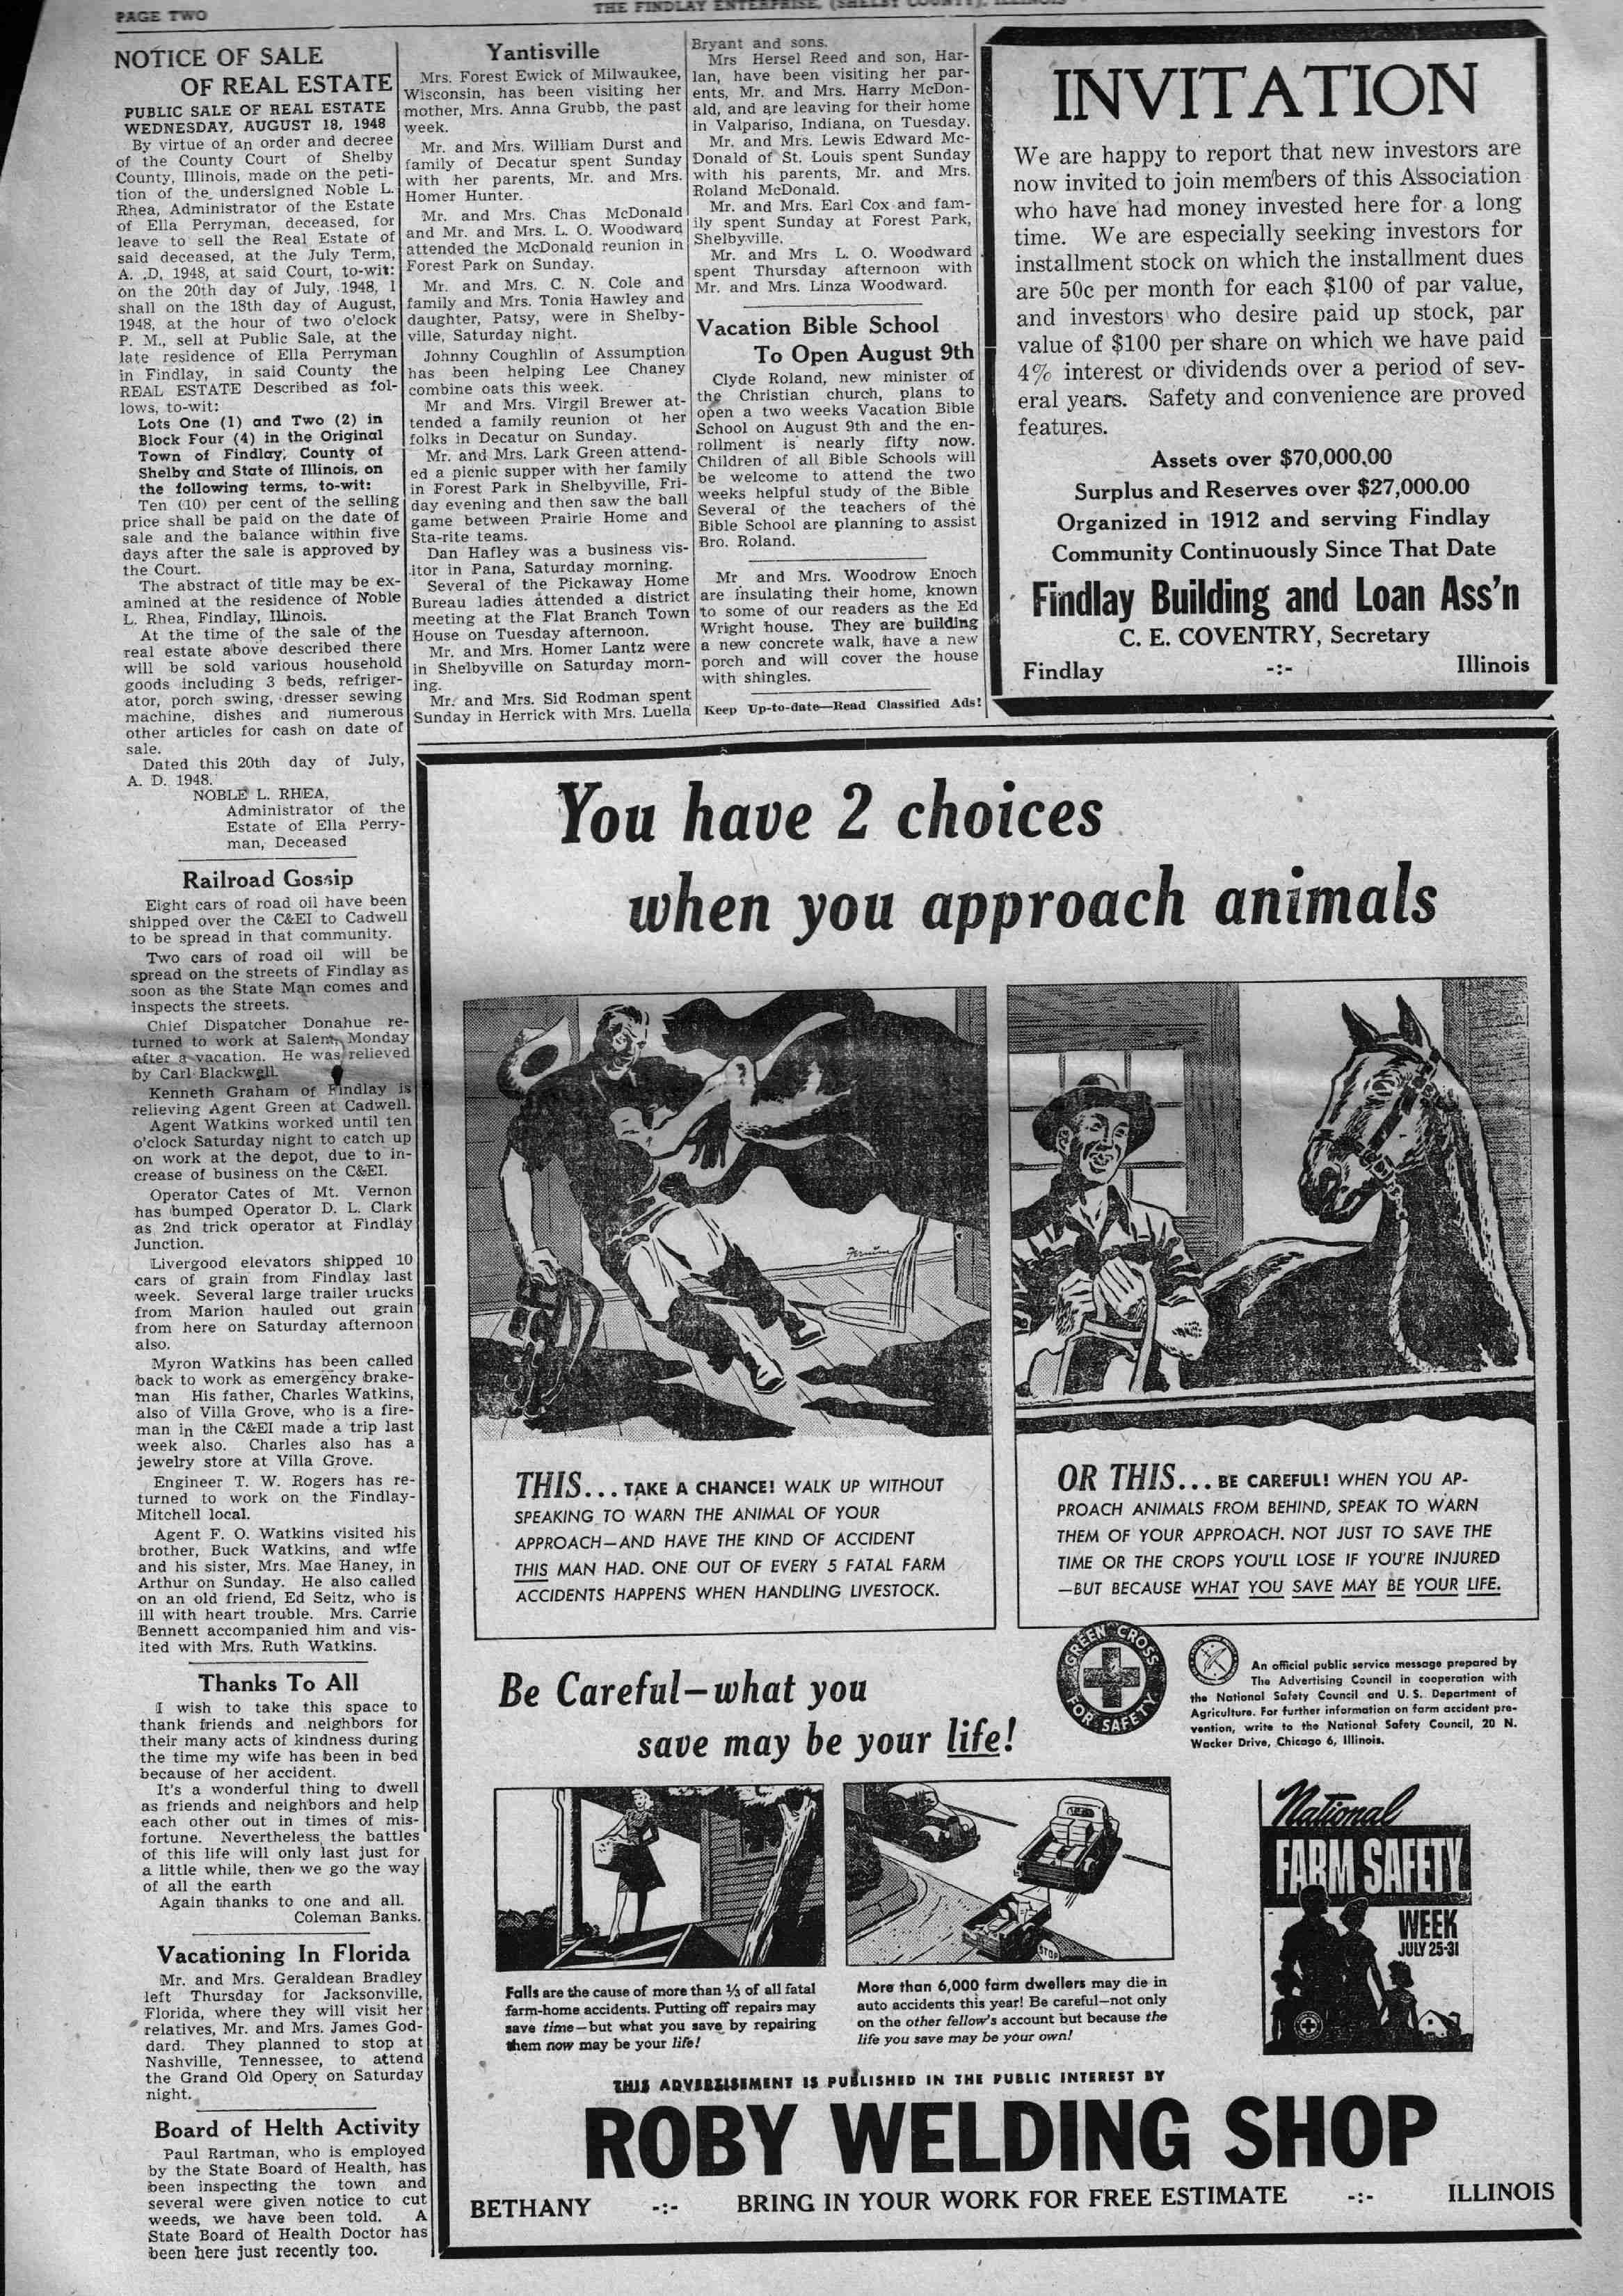 PAGE TWO
THE FINDLAY ENTERPRISE, (SHELBY COUNTY), ILLINOIS
NOTICE OF SALE
OF REAL ESTATE
PUBLIC SALE OF REAL ESTATE
WEDNESDAY, AUGUST 18, 1948
By virtue of an order and decree
of the County Court of Shelby
County, Illinois, made on the peti-
tion of the undersigned Noble L.
Rhea, Administrator of the Estate
of Ella Perryman, deceased, for
leave to sell the Real Estate of
said deceased, at the July Term,
A. .D. 1948, at said Court, to-wit:
on the 20th day of July, 1948, I
shall on the 18th day of August,
1948, at the hour of two o'clock
P. M., sell at Public Sale, at the
late residence of Ella Perryman
in Findlay, in said County the
REAL ESTATE Described as fol-
lows, to-wit:
Lots One (1) and Two (2) in
Block Four (4) in the Original
Town of Findlay, County of
Shelby and State of Illinois, on
the following terms, to-wit:
Ten (10) per cent of the selling
price shall be paid on the date of
sale and the balance within five
days after the sale is approved by
the Court.
The abstract of title may be ex-
amined at the residence of Noble
L. Rhea, Findlay, Illinois.
At the time of the sale of the
real estate above described there
will be sold various household
goods including 3 beds, refriger-
ator, porch swing, dresser sewing
machine, dishes and numerous
other articles for cash on date of
sale.
Dated this 20th day of July,
A. D. 1948.
NOBLE L. RHEA,
Administrator of the
Estate of Ella Perry-
man, Deceased
Railroad Gossip
Eight cars of road oil have been
shipped over the C&EI to Cadwell
to be spread in that community.
Two cars of road oil will be
spread on the streets of Findlay as
soon as the State Man comes and
inspects the streets.
Chief Dispatcher Donahue re-
turned to work at Salem, Monday
after a vacation. He was relieved
by Carl Blackwell.
Kenneth Graham of Findlay is
relieving Agent Green at Cadwell.
Agent Watkins worked until ten
o'clock Saturday night to catch up
on work at the depot, due to in-
crease of business on the C&EI.
Operator Cates of Mt. Vernon
has bumped Operator D. L. Clark
as 2nd trick operator at Findlay
Junction.
Livergood elevators shipped 10
cars of grain from Findlay last
week. Several large trailer trucks
from Marion hauled out grain
from here on Saturday afternoon
also.
Myron Watkins has been called
back to work as emergency brake-
man His father, Charles Watkins,
also of Villa Grove, who is a fire-
man in the C&EI made a trip last
week also. Charles also has a
jewelry store at Villa Grove.
Engineer T. W. Rogers has re-
turned to work on the Findlay-
Mitchell local.
Agent F. O. Watkins visited his
brother, Buck Watkins, and wife
and his sister, Mrs. Mae Haney, in
Arthur on Sunday. He also called
on an old friend, Ed Seitz, who is
ill with heart trouble. Mrs. Carrie
Bennett accompanied him and vis-
ited with Mrs. Ruth Watkins.
Thanks To All
I wish to take this space to
thank friends and neighbors for
their many acts of kindness during
the time my wife has been in bed
because of her accident.
It's a wonderful thing to dwell
as friends and neighbors and help
each other out in times of mis-
fortune. Nevertheless the battles
of this life will only last just for
a little while, then we go the way
of all the earth
Again thanks to one and all.
Coleman Banks.
Vacationing In Florida
Mr. and Mrs. Geraldean Bradley
left Thursday for Jacksonville,
Florida, where they will visit her
relatives, Mr. and Mrs. James God-
dard. They planned to stop at
Nashville, Tennessee, to attend
the Grand Old Opery on Saturday
night.
Board of Helth Activity
Paul Rartman, who is employed
by the State Board of Health, has
been inspecting the town and
several were given notice to cut
weeds, we have been told. A
State Board of Health Doctor has
been here just recently too.
Yantisville
Mrs. Forest Ewick of Milwaukee,
Wisconsin, has been visiting her
mother, Mrs. Anna Grubb, the past
week.
Mr. and Mrs. William Durst and
family of Decatur spent Sunday
with her parents, Mr. and Mrs.
Homer Hunter.
Mr. and Mrs. Chas McDonald
and Mr. and Mrs. L. O. Woodward
attended the McDonald reunion in
Forest Park on Sunday.
Mr. and Mrs. C. N. Cole and
family and Mrs. Tonia Hawley and
daughter, Patsy, were in Shelby-
ville, Saturday night.
Johnny Coughlin of Assumption
has been helping Lee Chaney
combine oats this week.
Mr and Mrs. Virgil Brewer at-
tended a family reunion of her
folks in Decatur on Sunday.
Mr. and Mrs. Lark Green attend-
ed a picnic supper with her family
in Forest Park in Shelbyville, Fri-
day evening and then saw the ball
game between Prairie Home and
Sta-rite teams.
Dan Hafley was a business vis-
itor in Pana, Saturday morning.
Several of the Pickaway Home
Bureau ladies attended a district
meeting at the Flat Branch Town
House on Tuesday afternoon.
Mr. and Mrs. Homer Lantz were
in Shelbyville on Saturday morn-
ing.
Mr. and Mrs. Sid Rodman spent
Sunday in Herrick with Mrs. Luella
Bryant and sons.
Mrs Hersel Reed and son, Har-
lan, have been visiting her par-
ents, Mr. and Mrs. Harry McDon-
ald, and are leaving for their home
in Valpariso, Indiana, on Tuesday.
Mr. and Mrs. Lewis Edward Mc-
Donald of St. Louis spent Sunday
with his parents, Mr. and Mrs.
Roland McDonald.
Mr. and Mrs. Earl Cox and fam-
ily spent Sunday at Forest Park,
Shelbyville.
Mr. and Mrs L. O. Woodward
spent Thursday afternoon with
Mr. and Mrs. Linza Woodward.
Vacation Bible School
To Open August 9th
Clyde Roland, new minister of
the Christian church, plans to
open a two weeks Vacation Bible
School on August 9th and the en-
rollment is nearly fifty now.
Children of all Bible Schools will
be welcome to attend the two
weeks helpful study of the Bible
Several of the teachers of the
Bible School are planning to assist
Bro. Roland.
Mr and Mrs. Woodrow Enoch
are insulating their home, known
to some of our readers as the Ed
Wright house. They are building
a new concrete walk, have a new
porch and will cover the house
with shingles.
Keep Up-to-date—Read Classified Ads!
INVITATION
We are happy to report that new investors are
now invited to join members of this Association
who have had money invested here for a long
time. We are especially seeking investors for
installment stock on which the installment dues
are 50c per month for each $100 of par value,
and investors who desire paid up stock, par
value of $100 per share on which we have paid
4% interest or dividends over a period of sev-
eral years. Safety and convenience are proved
features.
Assets over $70,000,00
Surplus and Reserves over $27,000.00
Organized in 1912 and serving Findlay
Community Continuously Since That Date
Findlay Building and Loan Ass'n
C. E. COVENTRY, Secretary
Findlay -:- Illinois
You have 2 choices
when you approach animals
THIS... TAKE A CHANCE! WALK UP WITHOUT
SPEAKING TO WARN THE ANIMAL OF YOUR
APPROACH—AND HAVE THE KIND OF ACCIDENT
THIS MAN HAD. ONE OUT OF EVERY 5 FATAL FARM
ACCIDENTS HAPPENS WHEN HANDLING LIVESTOCK.
OR THIS... BE CAREFUL! WHEN YOU AP-
PROACH ANIMALS FROM BEHIND, SPEAK TO WARN
THEM OF YOUR APPROACH. NOT JUST TO SAVE THE
TIME OR THE CROPS YOU'LL LOSE IF YOU'RE INJURED
—BUT BECAUSE WHAT YOU SAVE MAY BE YOUR LIFE.
Be Careful—what you
save may be your life!
GREEN CROSS
FOR SAFETY
An official public service message prepared by
The Advertising Council in cooperation with
the National Safety Council and U. S. Department of
Agriculture. For further information on farm accident pre-
vention, write to the National Safety Council, 20 N.
Wacker Drive, Chicago 6, Illinois.
STOP
Falls are the cause of more than ⅓ of all fatal
farm-home accidents. Putting off repairs may
save time—but what you save by repairing
them now may be your life!
More than 6,000 farm dwellers may die in
auto accidents this year! Be careful—not only
on the other fellow's account but because the
life you save may be your own!
National
FARM SAFETY
WEEK
JULY 25-31
THIS ADVERTISEMENT IS PUBLISHED IN THE PUBLIC INTEREST BY
ROBY WELDING SHOP
BETHANY -:- BRING IN YOUR WORK FOR FREE ESTIMATE -:- ILLINOIS